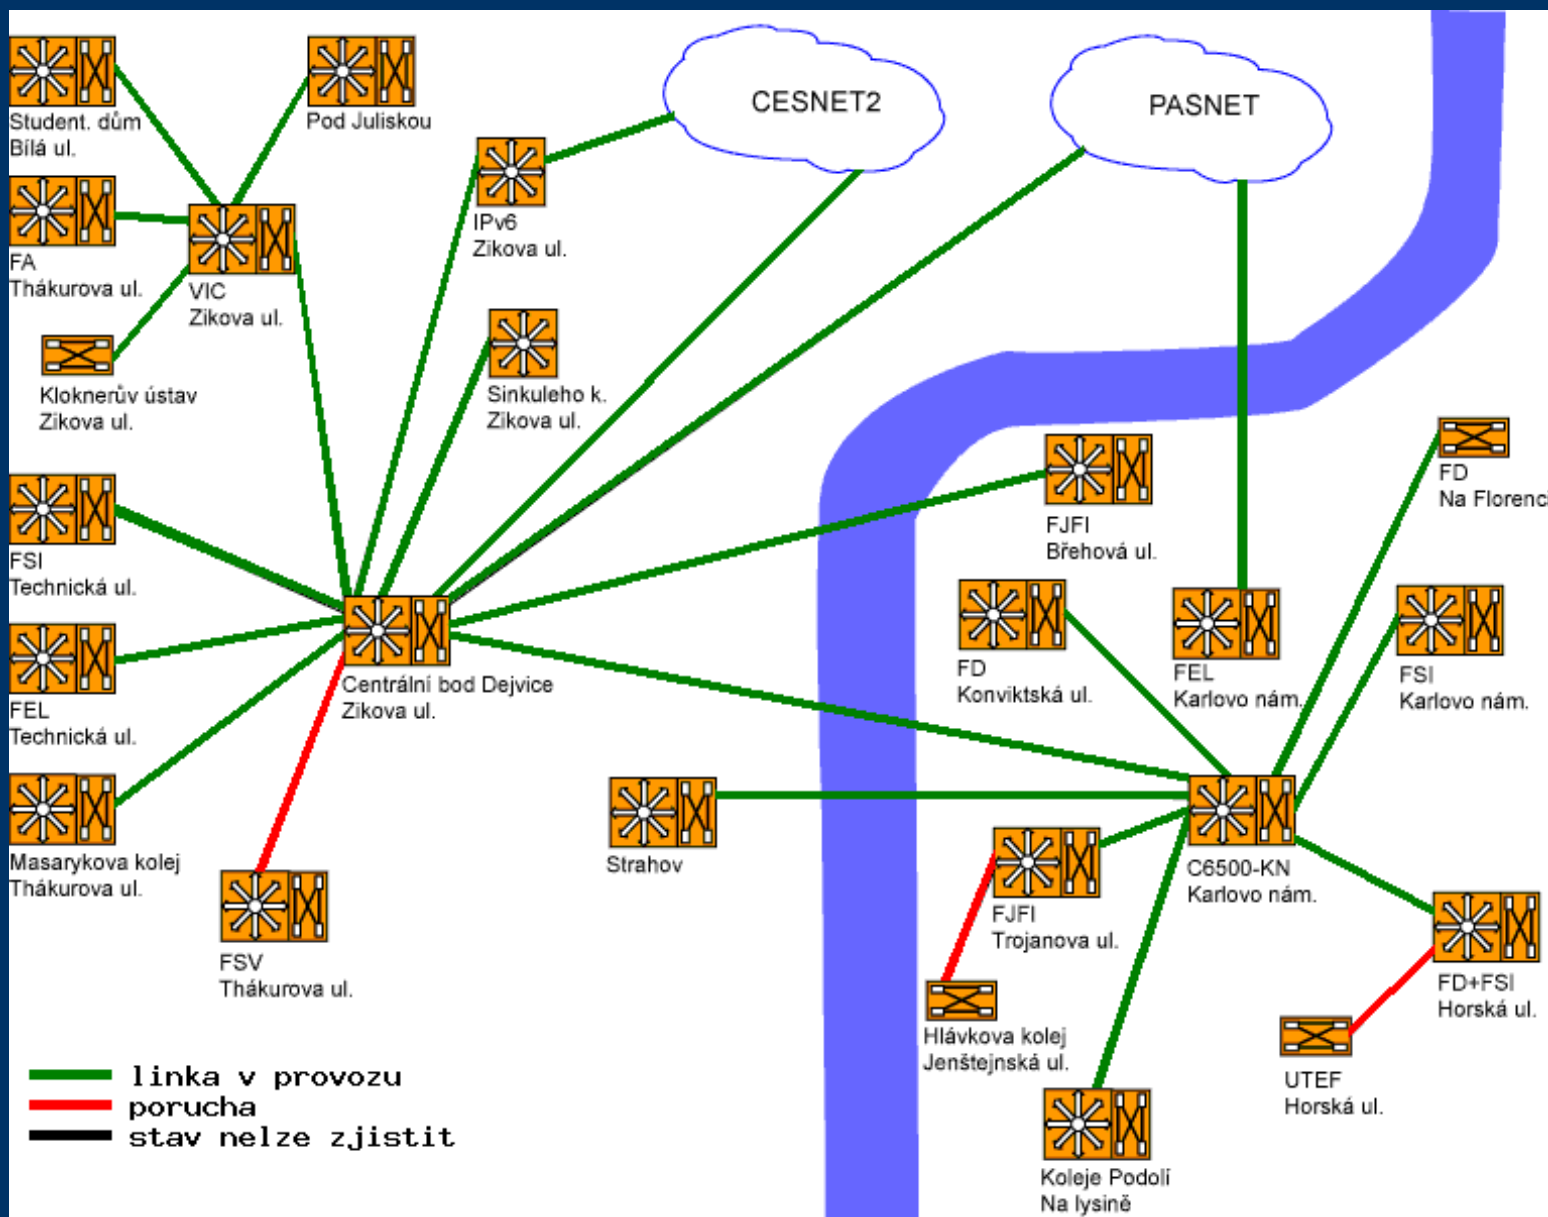 CESNET2
PASNET
Student. dům
Bílá ul.
Pod Juliskou
IPv6
Zikova ul.
FA
Thákurova ul.
VIC
Zikova ul.
Kloknerův ústav
Zikova ul.
Sinkuleho k.
Zikova ul.
FD
Na Florenci
FJFI
Břehová ul.
FSI
Technická ul.
FEL
Technická ul.
Centrální bod Dejvice
Zikova ul.
FD
Konviktská ul.
FEL
Karlovo nám.
FSI
Karlovo nám.
Masarykova kolej
Thákurova ul.
Strahov
C6500-KN
Karlovo nám.
FSV
Thákurova ul.
FJFI
Trojanova ul.
FD+FSI
Horská ul.
Hlávkova kolej
Jenštejnská ul.
UTEF
Horská ul.
Koleje Podolí
Na lysině
linka v provozu
porucha
stav nelze zjistit